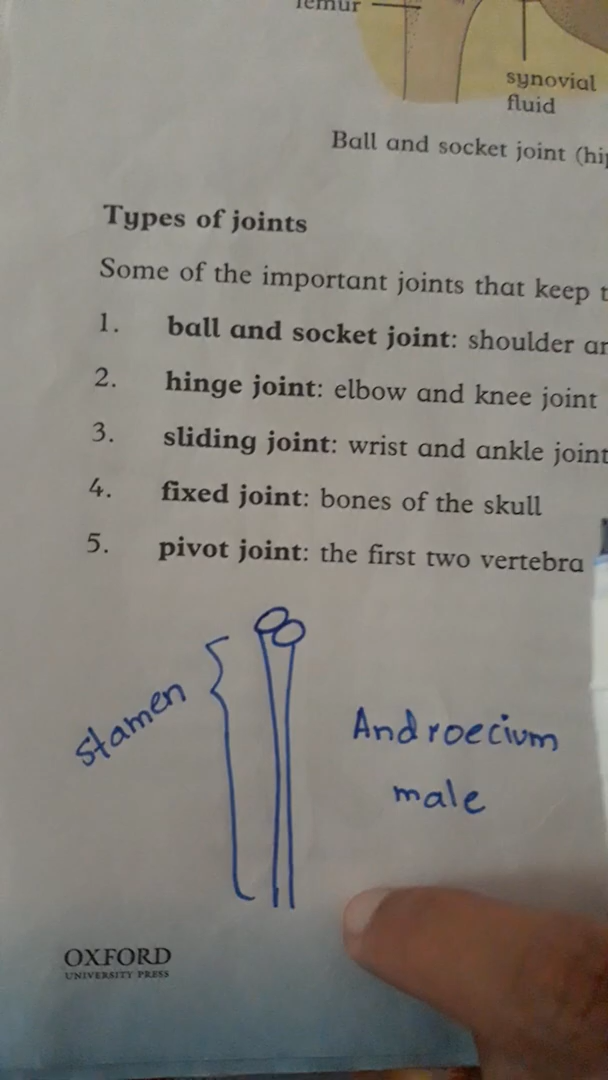 femur
synovial
fluid
Ball and socket joint
Types of joints
Some of the important joints that keep
1. ball and socket joint: shoulder
2. hinge joint: elbow and knee joint
3. sliding joint: wrist and ankle joint
4. fixed joint: bones of the skull
5. pivot joint: the first two vertebra
Stamen
Androecium
male
OXFORD
UNIVERSITY PRESS